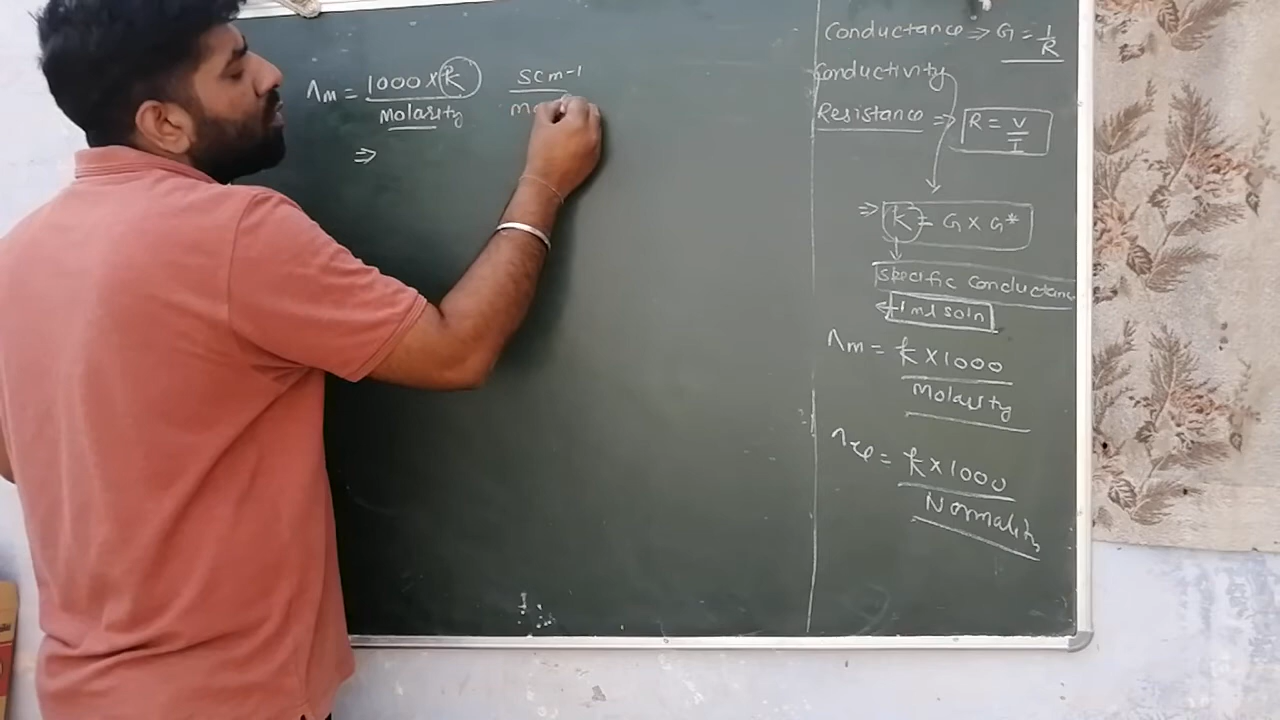 Λm = 1000 × k Scm-1
molarity
⇒
Conductance ⇒ G = 1/R
Conductivity
Resistance ⇒ R = V/I
⇒ k = G × G*
specific conductance
1 ml soln
Λm = k × 1000
Molarity
Λeq = k × 1000
Normality